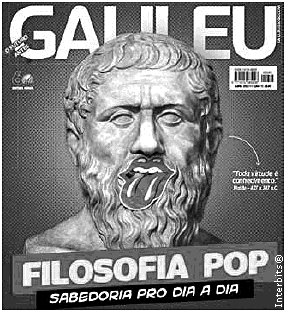 GALILEU
"Toda virtude é
conhecimento."
FILOSOFIA POP
SABEDORIA PRO DIA A DIA
Interbits®